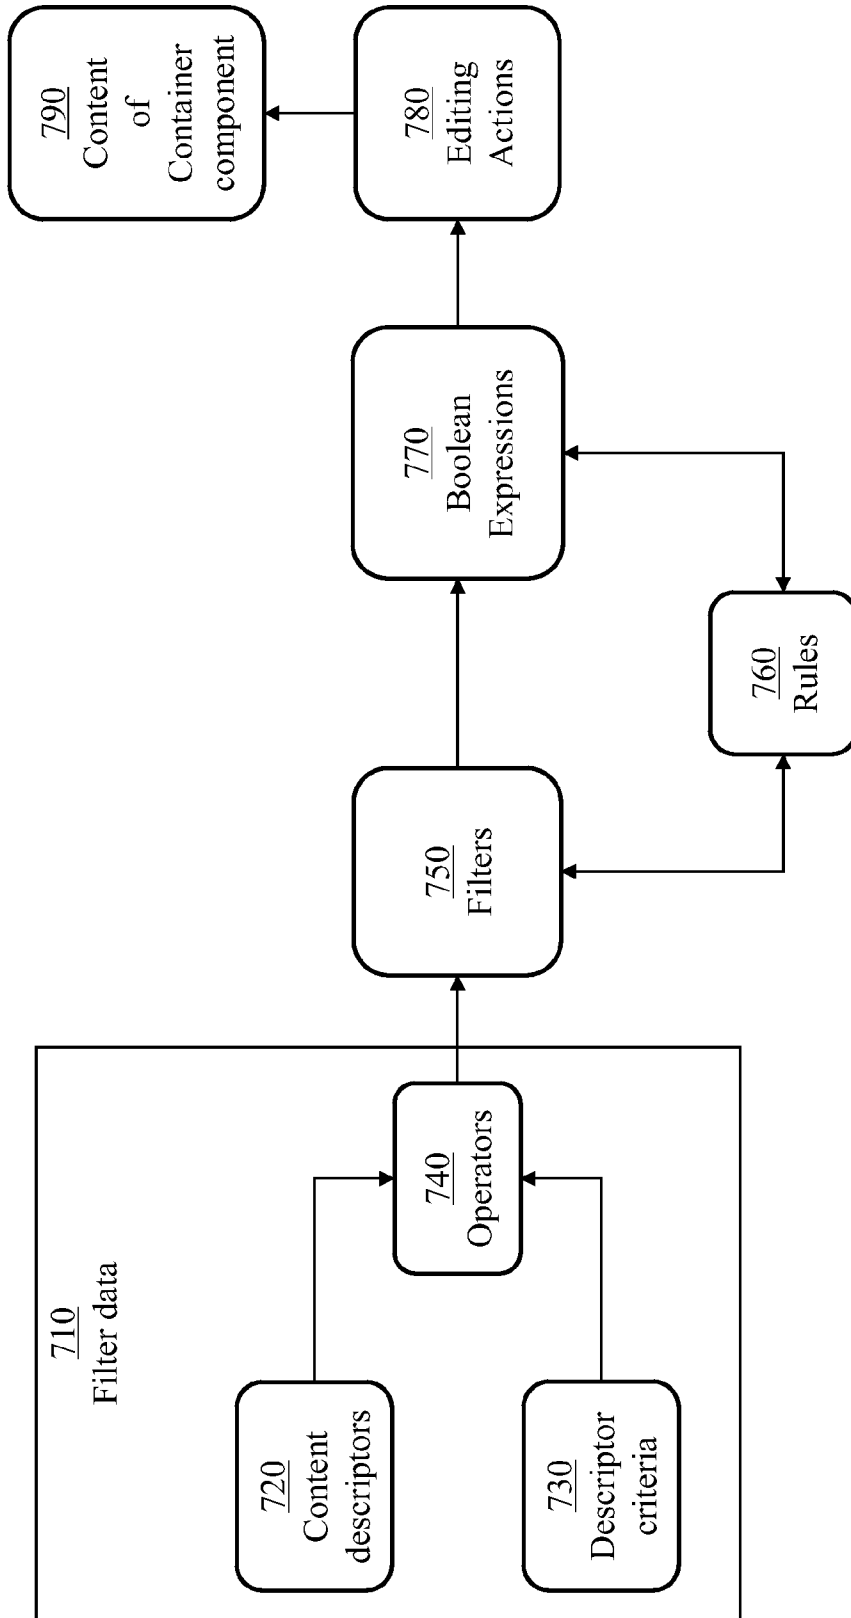 710
Filter data
720
Content
descriptors
730
Descriptor
criteria
740
Operators
750
Filters
760
Rules
770
Boolean
Expressions
780
Editing
Actions
790
Content
of
Container
component